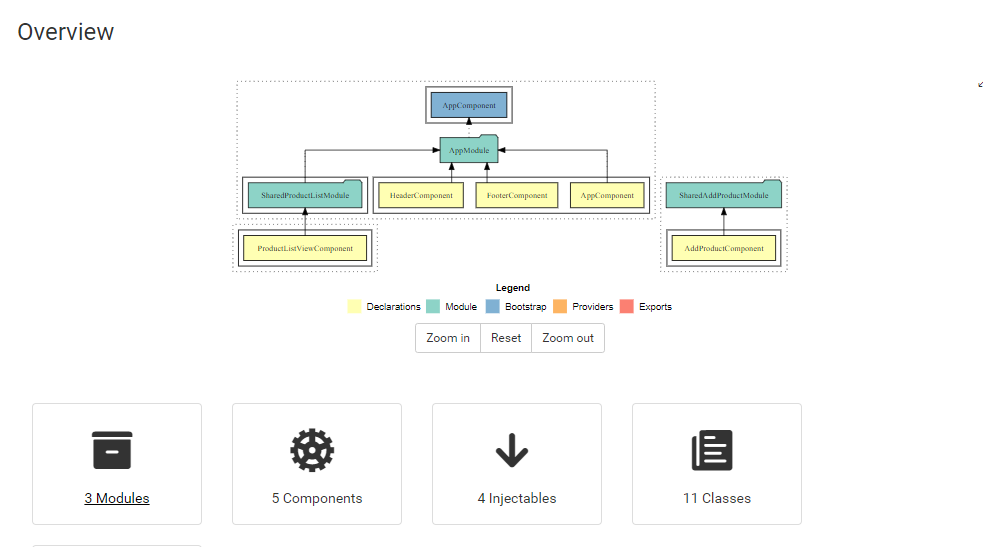 Overview
AppComponent
AppModule
SharedProductListModule
HeaderComponent
FooterComponent
AppComponent
SharedAddProductModule
ProductListViewComponent
AddProductComponent
Legend
Declarations Module Bootstrap Providers Exports
Zoom in Reset Zoom out
3 Modules
5 Components
4 Injectables
11 Classes